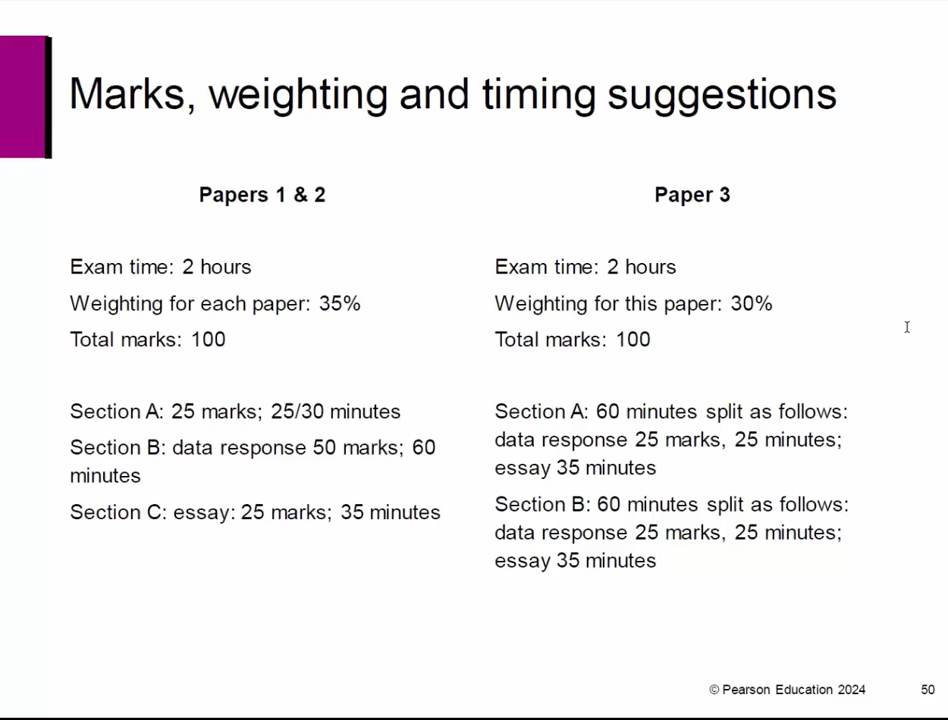 Marks, weighting and timing suggestions
Papers 1 & 2
Exam time: 2 hours
Weighting for each paper: 35%
Total marks: 100
Section A: 25 marks; 25/30 minutes
Section B: data response 50 marks; 60
minutes
Section C: essay: 25 marks; 35 minutes
Paper 3
Exam time: 2 hours
Weighting for this paper: 30%
Total marks: 100
Section A: 60 minutes split as follows:
data response 25 marks, 25 minutes;
essay 35 minutes
Section B: 60 minutes split as follows:
data response 25 marks, 25 minutes;
essay 35 minutes
© Pearson Education 2024
50